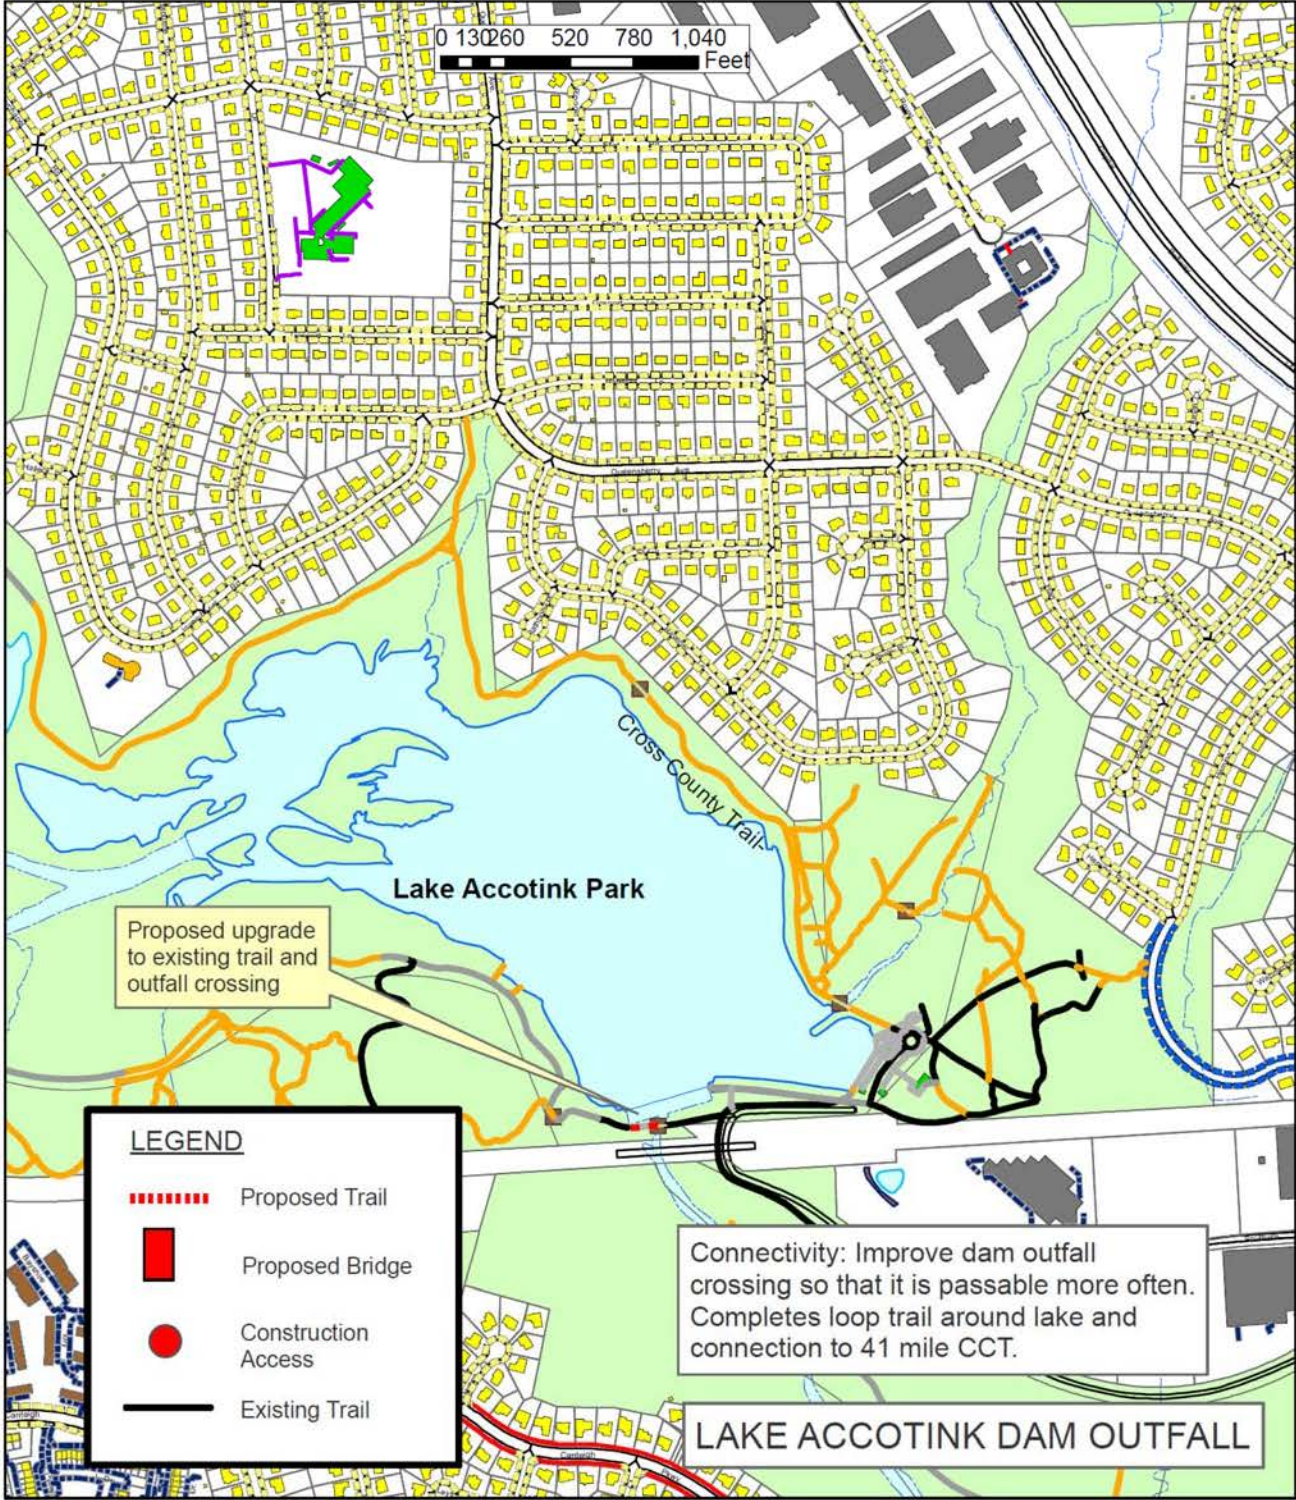 0 130 260 520 780 1,040
Feet
Queensberry Ave
Cross County Trail-
Lake Accotink Park
Proposed upgrade
to existing trail and
outfall crossing
LEGEND
Proposed Trail
Proposed Bridge
Construction
Access
Existing Trail
Connectivity: Improve dam outfall
crossing so that it is passable more often.
Completes loop trail around lake and
connection to 41 mile CCT.
LAKE ACCOTINK DAM OUTFALL